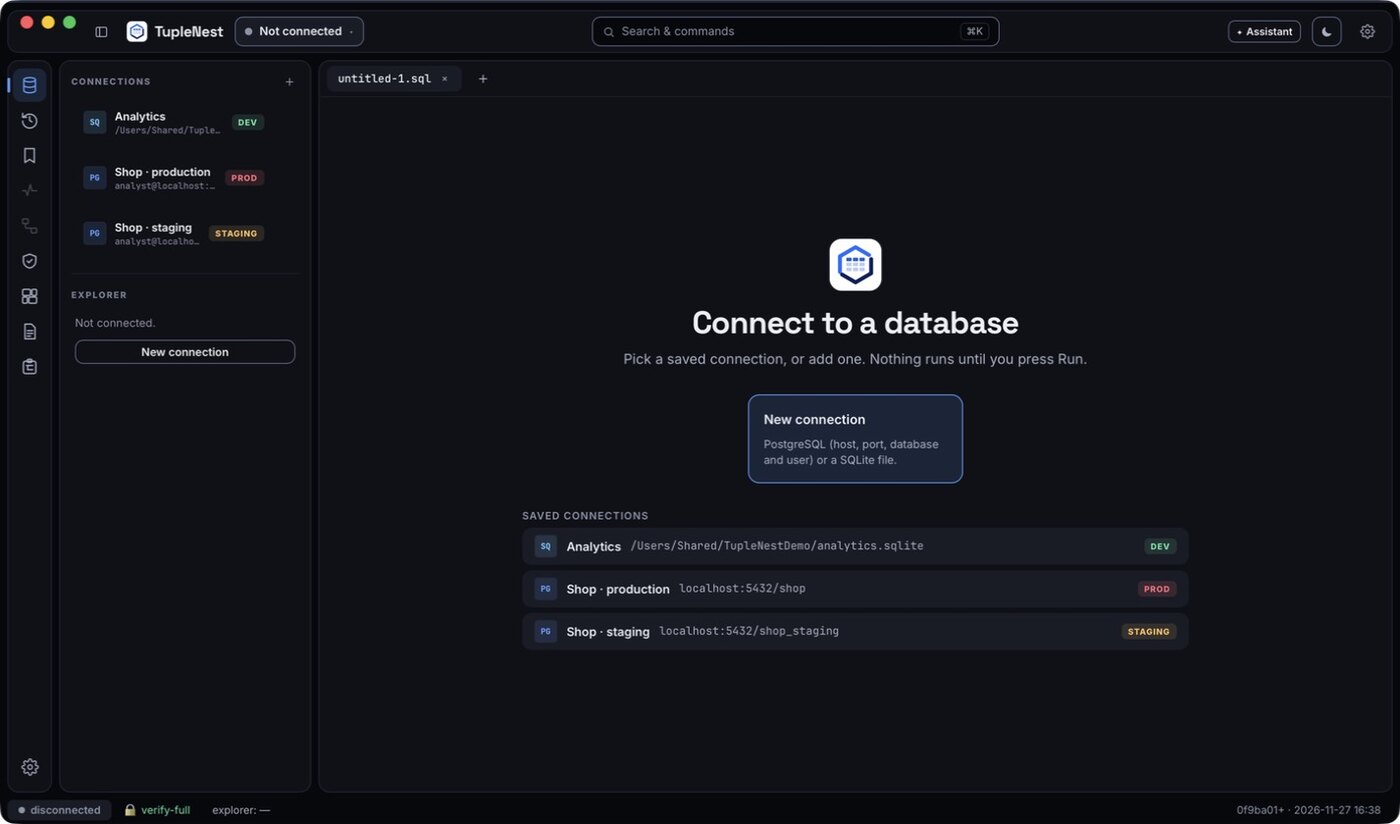 TupleNest
Not connected
Search & commands
⌘K
Assistant
CONNECTIONS
+
SQ
Analytics
/Users/Shared/Tuple…
DEV
PG
Shop · production
analyst@localhost:…
PROD
PG
Shop · staging
analyst@localho…
STAGING
EXPLORER
Not connected.
New connection
untitled-1.sql × +
Connect to a database
Pick a saved connection, or add one. Nothing runs until you press Run.
New connection
PostgreSQL (host, port, database
and user) or a SQLite file.
SAVED CONNECTIONS
SQ Analytics /Users/Shared/TupleNestDemo/analytics.sqlite DEV
PG Shop · production localhost:5432/shop PROD
PG Shop · staging localhost:5432/shop_staging STAGING
disconnected verify-full explorer: — 0f9ba01+ · 2026-11-27 16:38